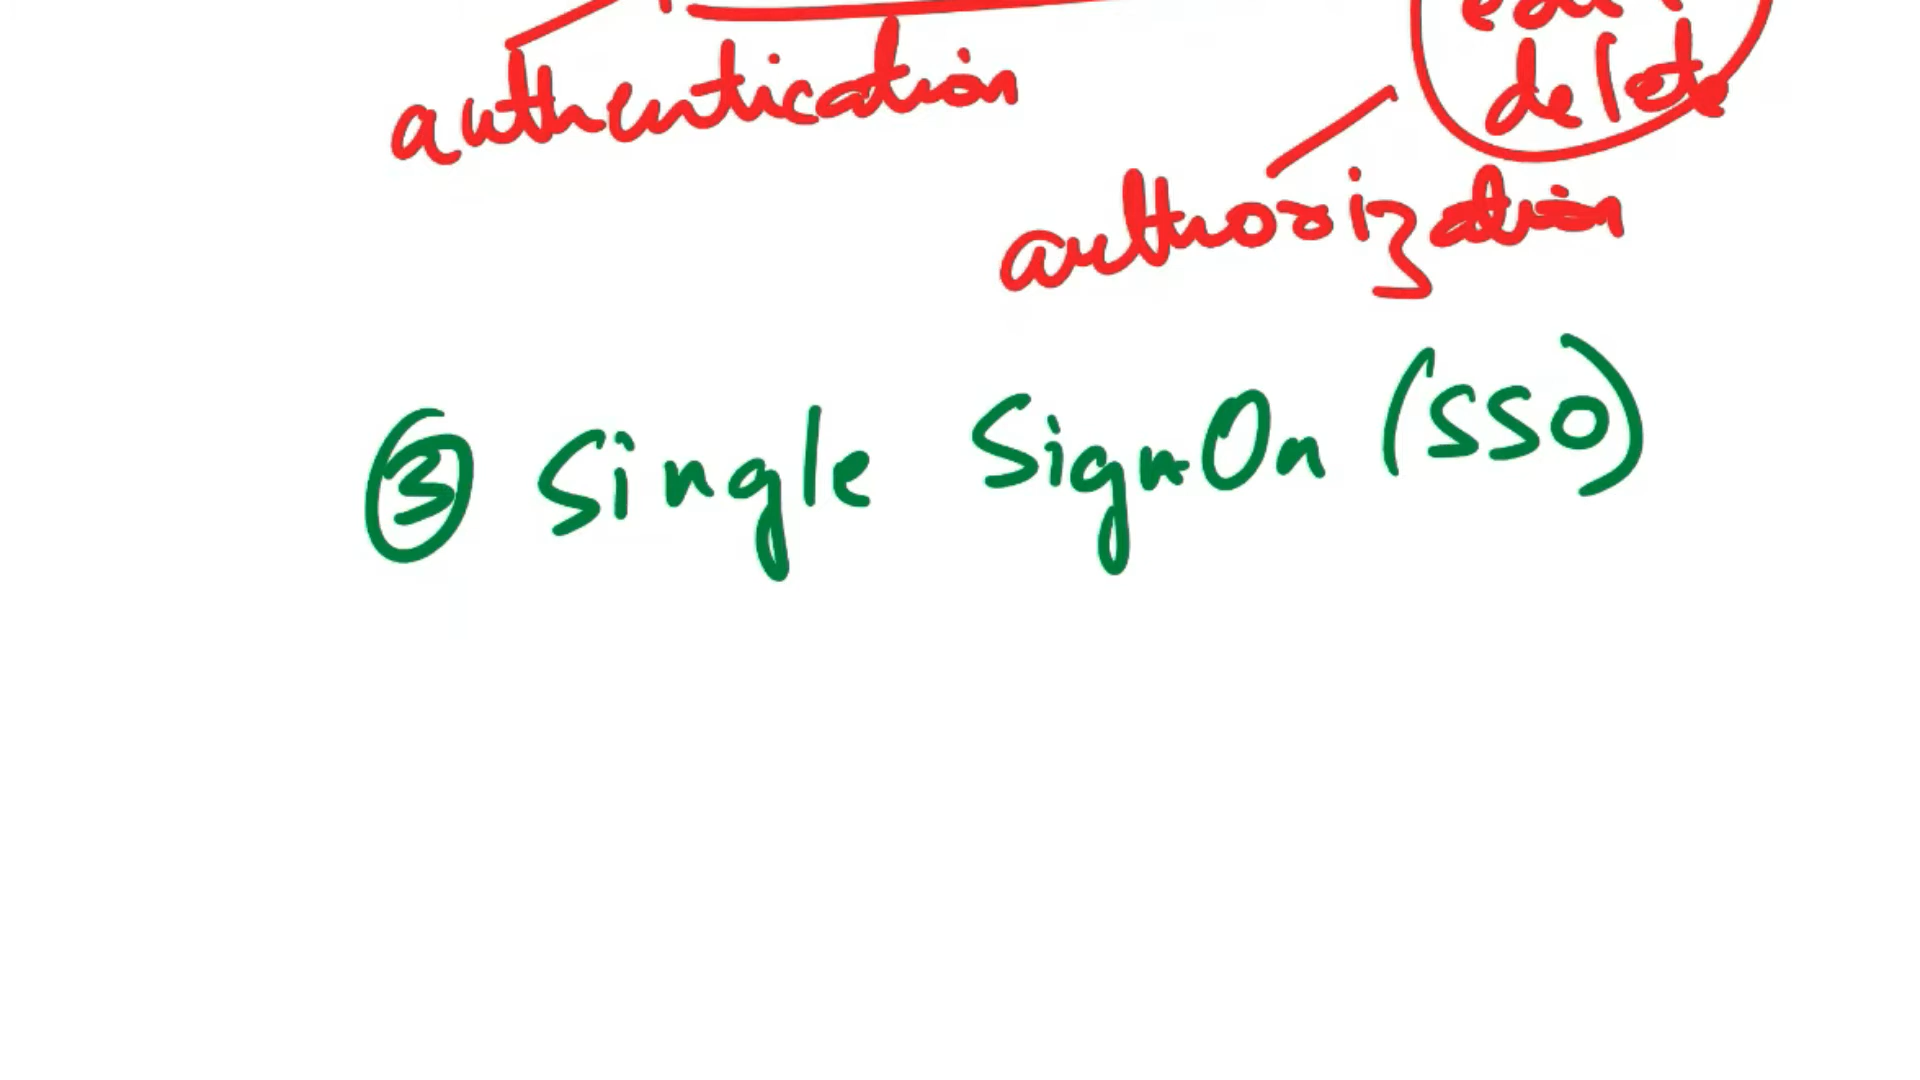 delete
authentication
authorization
③ Single SignOn (SSO)